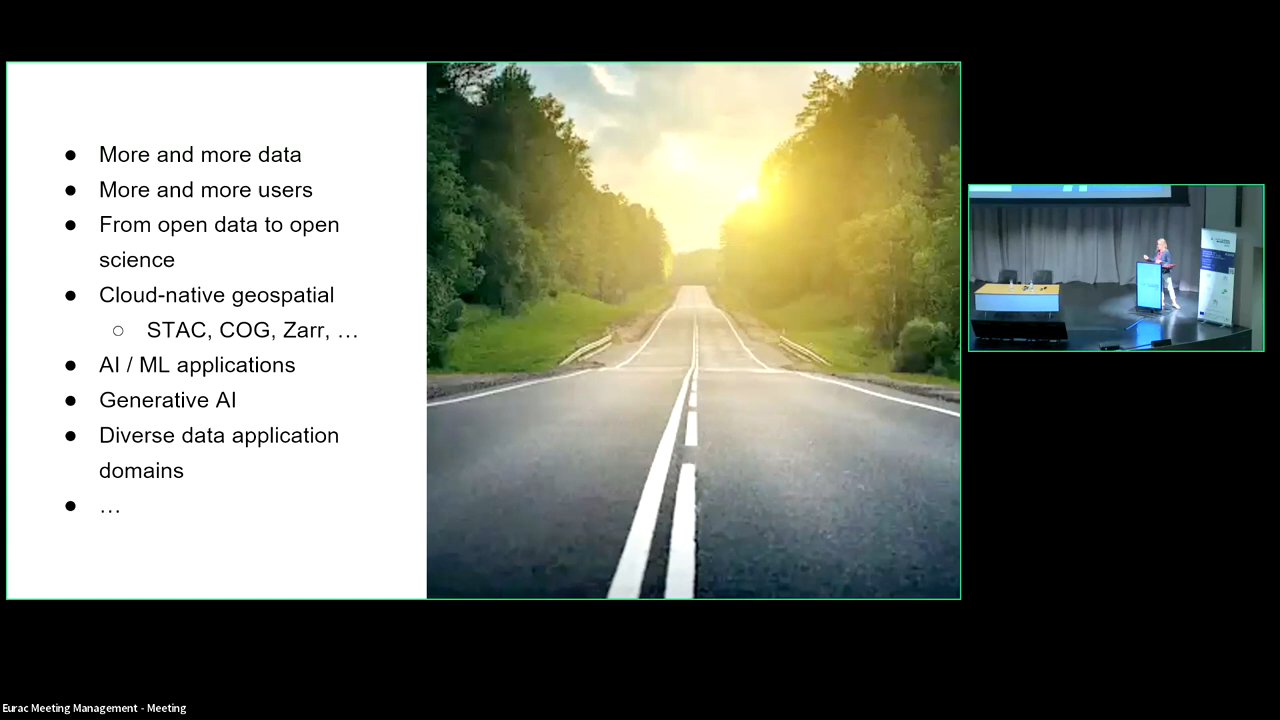 ● More and more data
● More and more users
● From open data to open
science
● Cloud-native geospatial
○ STAC, COG, Zarr, …
● AI / ML applications
● Generative AI
● Diverse data application
domains
● …
Eurac Meeting Management - Meeting